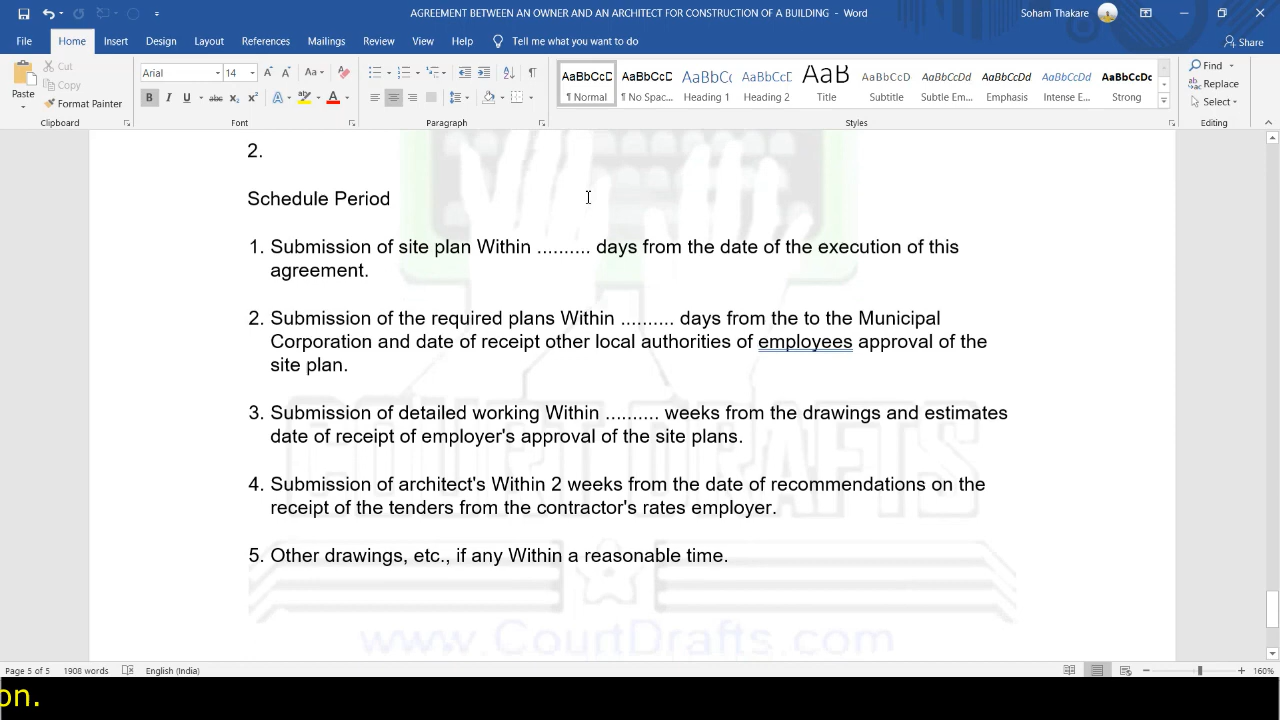 AGREEMENT BETWEEN AN OWNER AND AN ARCHITECT FOR CONSTRUCTION OF A BUILDING - Word
Soham Thakare
File Home Insert Design Layout References Mailings Review View Help Tell me what you want to do Share
Paste
Cut
Copy
Format Painter
Arial 14
AaBbCcD AaBbCcD AaBbC AaBbCcD AaB AaBbCcD AaBbCcDd AaBbCcDd AaBbCcDd AaBbCcDc
¶ Normal ¶ No Spac... Heading 1 Heading 2 Title Subtitle Subtle Em... Emphasis Intense E... Strong
Find
Replace
Select
Clipboard Font Paragraph Styles Editing
2.
Schedule Period
1. Submission of site plan Within .......... days from the date of the execution of this
agreement.
2. Submission of the required plans Within .......... days from the to the Municipal
Corporation and date of receipt other local authorities of employees approval of the
site plan.
3. Submission of detailed working Within .......... weeks from the drawings and estimates
date of receipt of employer's approval of the site plans.
4. Submission of architect's Within 2 weeks from the date of recommendations on the
receipt of the tenders from the contractor's rates employer.
5. Other drawings, etc., if any Within a reasonable time.
COURT DRAFTS
www.CourtDrafts.com
Page 5 of 5 1908 words English (India) 160%
on.